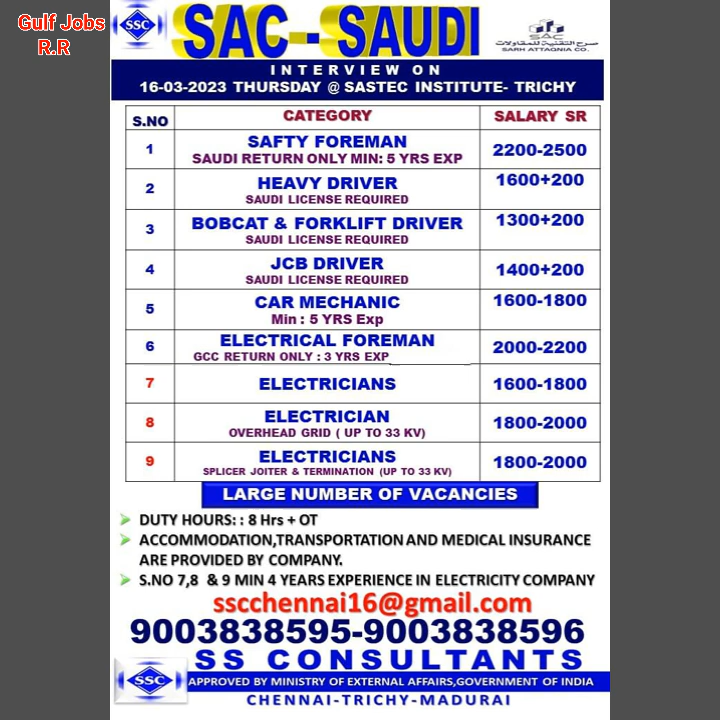 Gulf Jobs
R.R
SSC
SAC - SAUDI
SAC
صرح التقنية للمقاولات
SARH ATTAQNIA CO.
INTERVIEW ON
16-03-2023 THURSDAY @ SASTEC INSTITUTE- TRICHY
S.NO CATEGORY SALARY SR
1 SAFTY FOREMAN 2200-2500
SAUDI RETURN ONLY MIN: 5 YRS EXP
2 HEAVY DRIVER 1600+200
SAUDI LICENSE REQUIRED
3 BOBCAT & FORKLIFT DRIVER 1300+200
SAUDI LICENSE REQUIRED
4 JCB DRIVER 1400+200
SAUDI LICENSE REQUIRED
5 CAR MECHANIC 1600-1800
Min : 5 YRS Exp
6 ELECTRICAL FOREMAN 2000-2200
GCC RETURN ONLY : 3 YRS EXP
7 ELECTRICIANS 1600-1800
8 ELECTRICIAN 1800-2000
OVERHEAD GRID ( UP TO 33 KV)
9 ELECTRICIANS 1800-2000
SPLICER JOITER & TERMINATION (UP TO 33 KV)
LARGE NUMBER OF VACANCIES
DUTY HOURS: : 8 Hrs + OT
ACCOMMODATION,TRANSPORTATION AND MEDICAL INSURANCE
ARE PROVIDED BY COMPANY.
S.NO 7,8 & 9 MIN 4 YEARS EXPERIENCE IN ELECTRICITY COMPANY
sscchennai16@gmail.com
9003838595-9003838596
SS CONSULTANTS
SSC
APPROVED BY MINISTRY OF EXTERNAL AFFAIRS,GOVERNMENT OF INDIA
CHENNAI-TRICHY-MADURAI